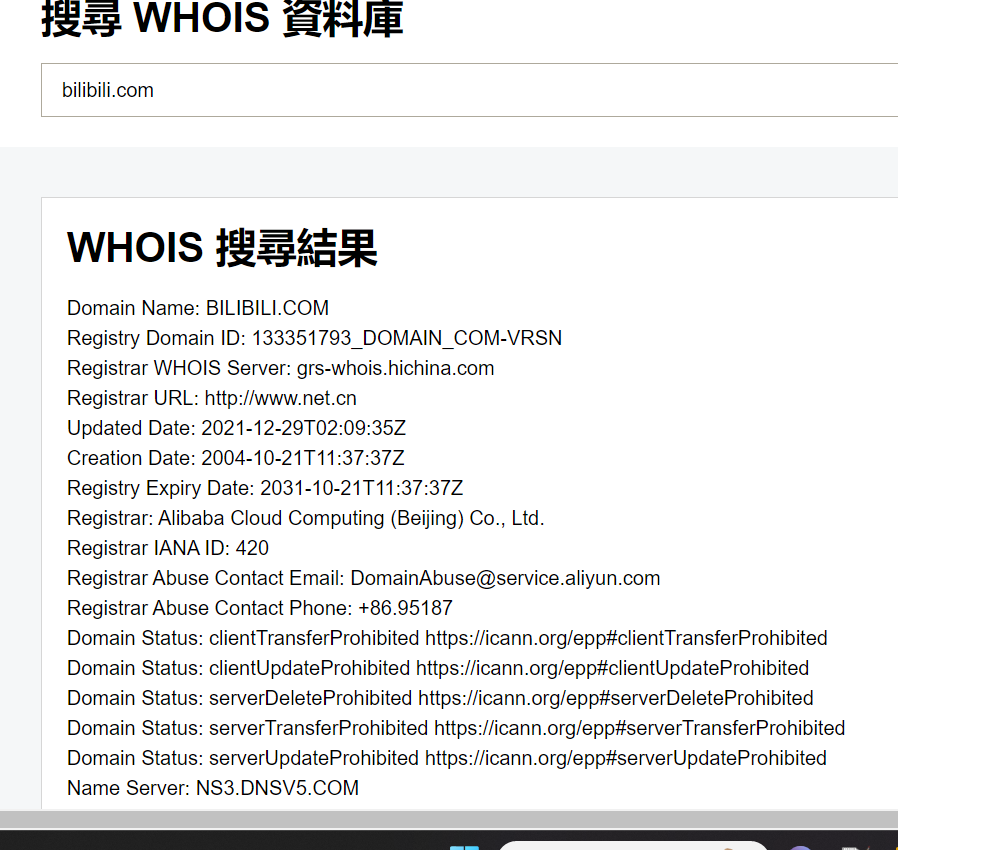 搜尋 WHOIS 資料庫
bilibili.com
WHOIS 搜尋結果
Domain Name: BILIBILI.COM
Registry Domain ID: 133351793_DOMAIN_COM-VRSN
Registrar WHOIS Server: grs-whois.hichina.com
Registrar URL: http://www.net.cn
Updated Date: 2021-12-29T02:09:35Z
Creation Date: 2004-10-21T11:37:37Z
Registry Expiry Date: 2031-10-21T11:37:37Z
Registrar: Alibaba Cloud Computing (Beijing) Co., Ltd.
Registrar IANA ID: 420
Registrar Abuse Contact Email: DomainAbuse@service.aliyun.com
Registrar Abuse Contact Phone: +86.95187
Domain Status: clientTransferProhibited https://icann.org/epp#clientTransferProhibited
Domain Status: clientUpdateProhibited https://icann.org/epp#clientUpdateProhibited
Domain Status: serverDeleteProhibited https://icann.org/epp#serverDeleteProhibited
Domain Status: serverTransferProhibited https://icann.org/epp#serverTransferProhibited
Domain Status: serverUpdateProhibited https://icann.org/epp#serverUpdateProhibited
Name Server: NS3.DNSV5.COM